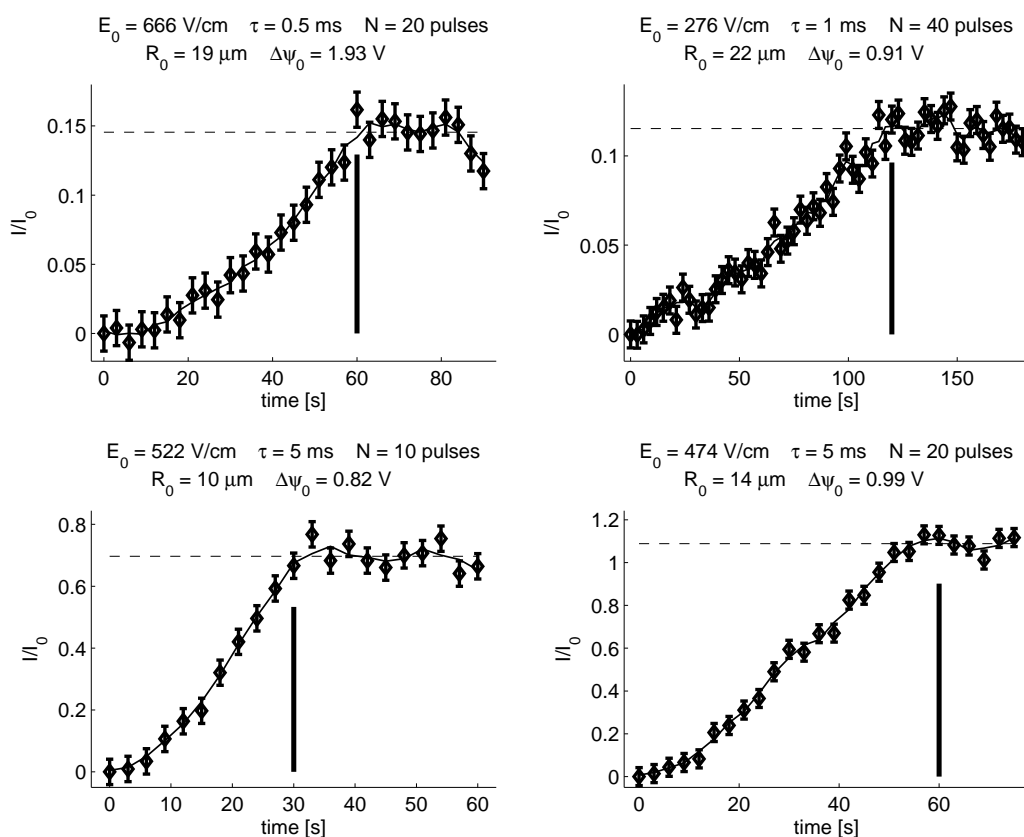 E0 = 666 V/cm τ = 0.5 ms N = 20 pulses
R0 = 19 μm Δψ0 = 1.93 V
0.15
0.1
0.05
0
I/I0
0 20 40 60 80
time [s]
E0 = 276 V/cm τ = 1 ms N = 40 pulses
R0 = 22 μm Δψ0 = 0.91 V
0.1
0.05
0
I/I0
0 50 100 150
time [s]
E0 = 522 V/cm τ = 5 ms N = 10 pulses
R0 = 10 μm Δψ0 = 0.82 V
0.8
0.6
0.4
0.2
0
I/I0
0 10 20 30 40 50 60
time [s]
E0 = 474 V/cm τ = 5 ms N = 20 pulses
R0 = 14 μm Δψ0 = 0.99 V
1.2
1
0.8
0.6
0.4
0.2
0
I/I0
0 20 40 60
time [s]